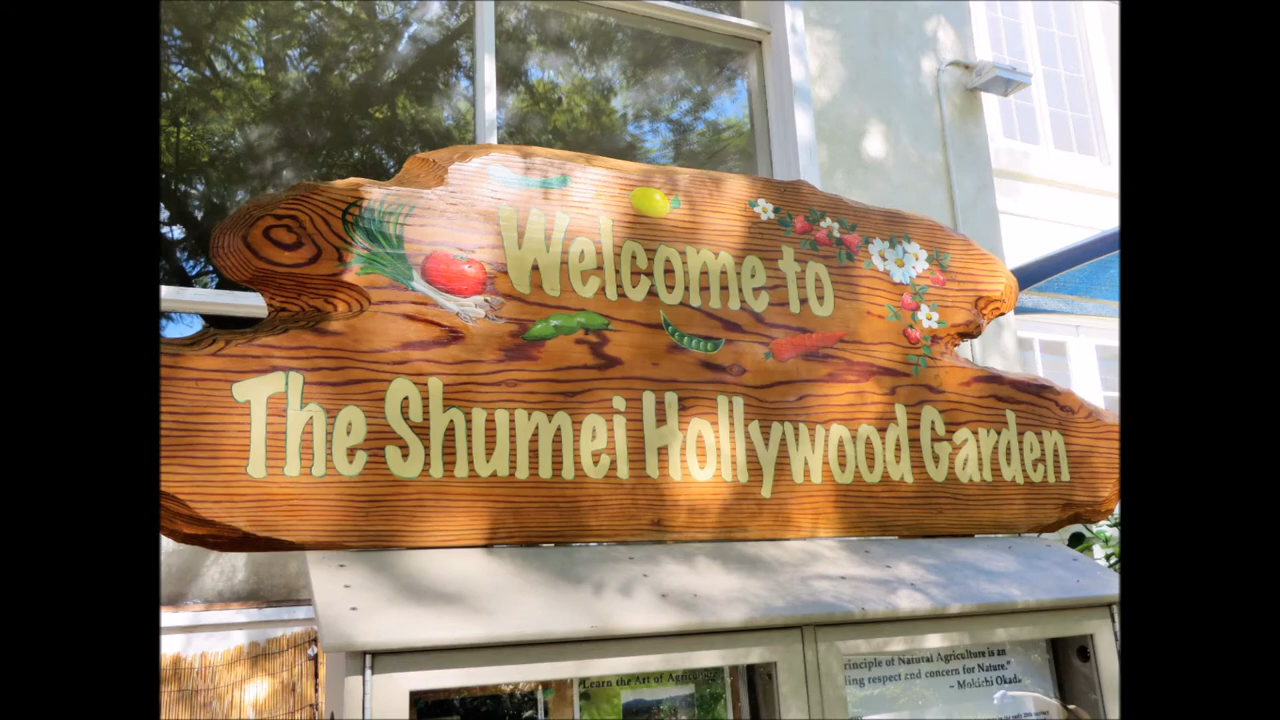 Welcome to
The Shumei Hollywood Garden
Learn the Art of
rinciple of Natural Agriculture is an
ling respect and concern for Nature."
- Mokichi Okada